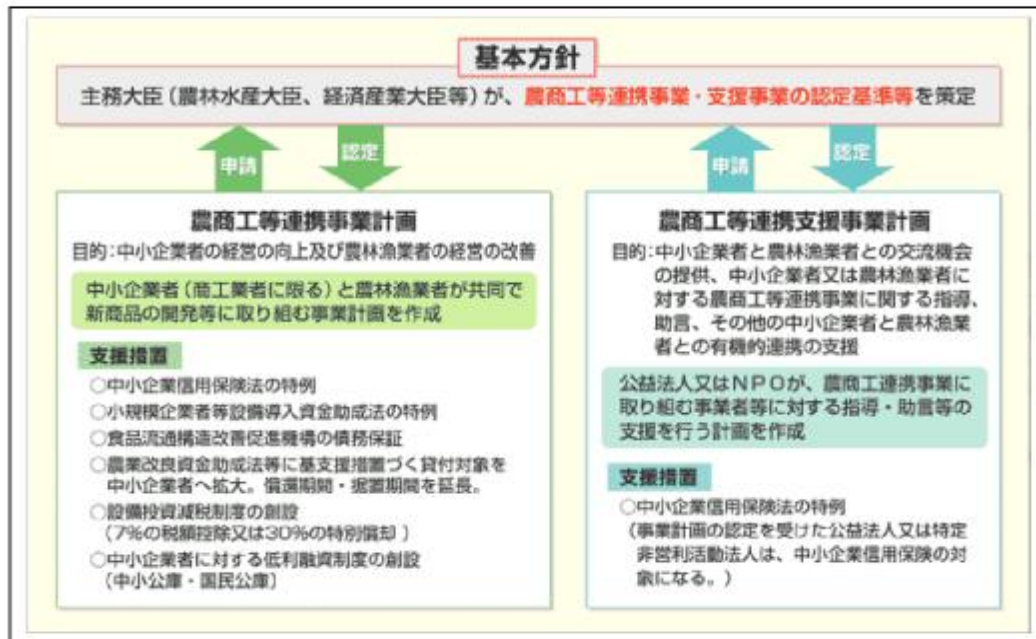 基本方針
主務大臣（農林水産大臣、経済産業大臣等）が、農商工等連携事業・支援事業の認定基準等を策定
申請
認定
申請
認定
農商工等連携事業計画
目的：中小企業者の経営の向上及び農林漁業者の経営の改善
中小企業者（商工業者に限る）と農林漁業者が共同で
新商品の開発等に取り組む事業計画を作成
支援措置
○中小企業信用保険法の特例
○小規模企業者等設備導入資金助成法の特例
○食品流通構造改善促進機構の債務保証
○農業改良資金助成法等に基支援措置づく貸付対象を
中小企業者へ拡大。償還期間・据置期間を延長。
○設備投資減税制度の創設
（7％の税額控除又は30％の特別償却）
○中小企業者に対する低利融資制度の創設
（中小公庫・国民公庫）
農商工等連携支援事業計画
目的：中小企業者と農林漁業者との交流機会
の提供、中小企業者又は農林漁業者に
対する農商工等連携事業に関する指導、
助言、その他の中小企業者と農林漁業
者との有機的連携の支援
公益法人又はNPOが、農商工連携事業に
取り組む事業者等に対する指導・助言等の
支援を行う計画を作成
支援措置
○中小企業信用保険法の特例
（事業計画の認定を受けた公益法人又は特定
非営利活動法人は、中小企業信用保険の対
象になる。）